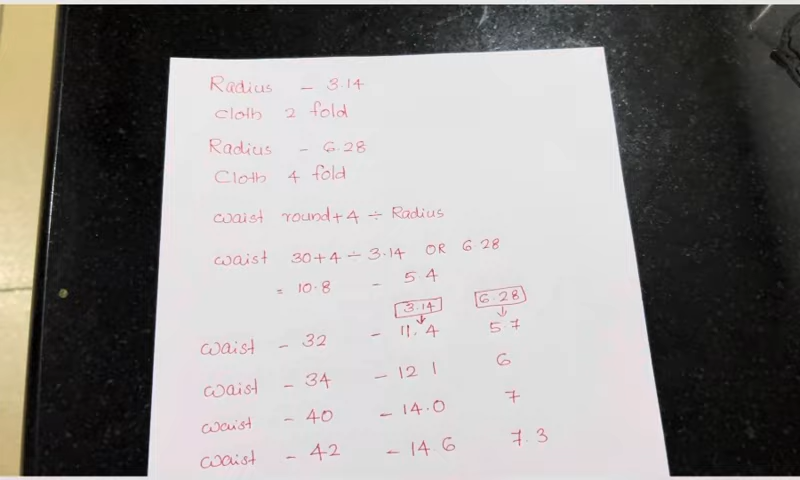 Radius - 3.14
Cloth 2 fold
Radius - 6.28
Cloth 4 fold
waist round + 4 ÷ Radius
waist 30+4 ÷ 3.14 OR 6 28
= 10.8 - 5 4
3.14 6.28
waist - 32 - 11.4 5.7
waist - 34 - 12 1 6
waist - 40 - 14.0 7
waist - 42 - 14.6 7.3